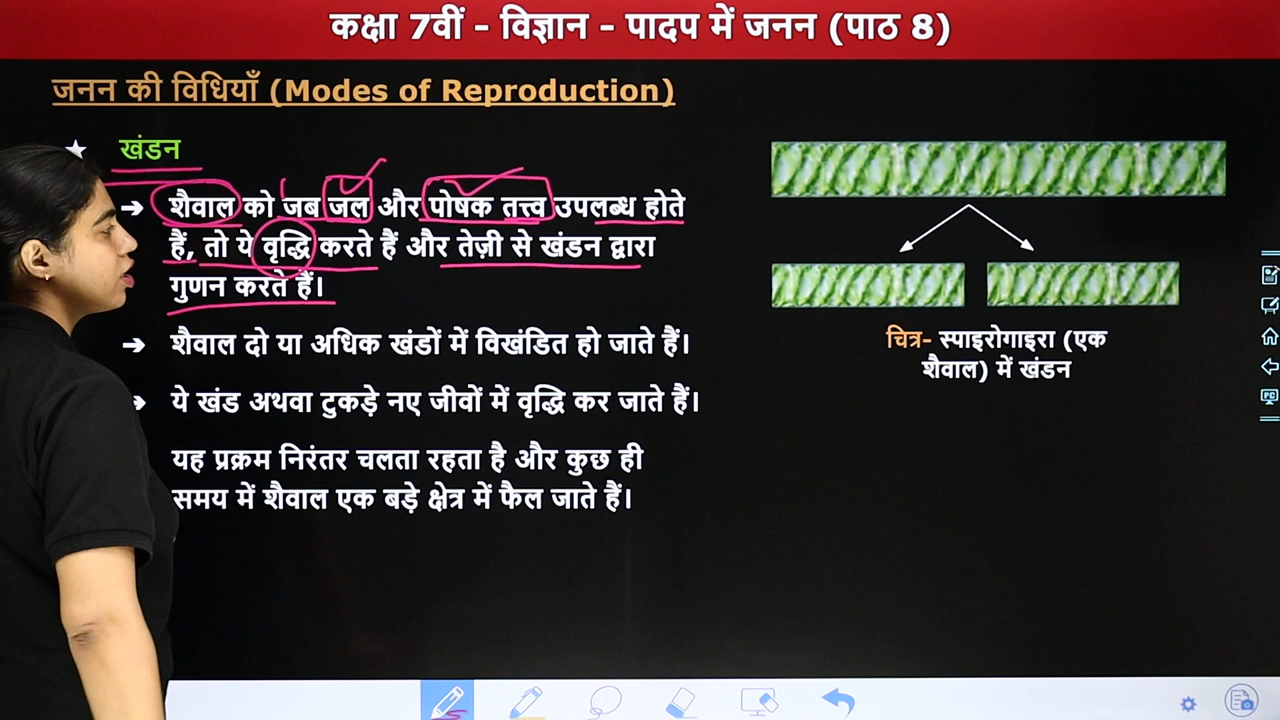 कक्षा 7वीं - विज्ञान - पादप में जनन (पाठ 8)
जनन की विधियाँ (Modes of Reproduction)
खंडन
शैवाल को जब जल और पोषक तत्त्व उपलब्ध होते
हैं, तो ये वृद्धि करते हैं और तेज़ी से खंडन द्वारा
गुणन करते हैं।
शैवाल दो या अधिक खंडों में विखंडित हो जाते हैं।
ये खंड अथवा टुकड़े नए जीवों में वृद्धि कर जाते हैं।
यह प्रक्रम निरंतर चलता रहता है और कुछ ही
समय में शैवाल एक बड़े क्षेत्र में फैल जाते हैं।
चित्र- स्पाइरोगाइरा (एक
शैवाल) में खंडन
PC